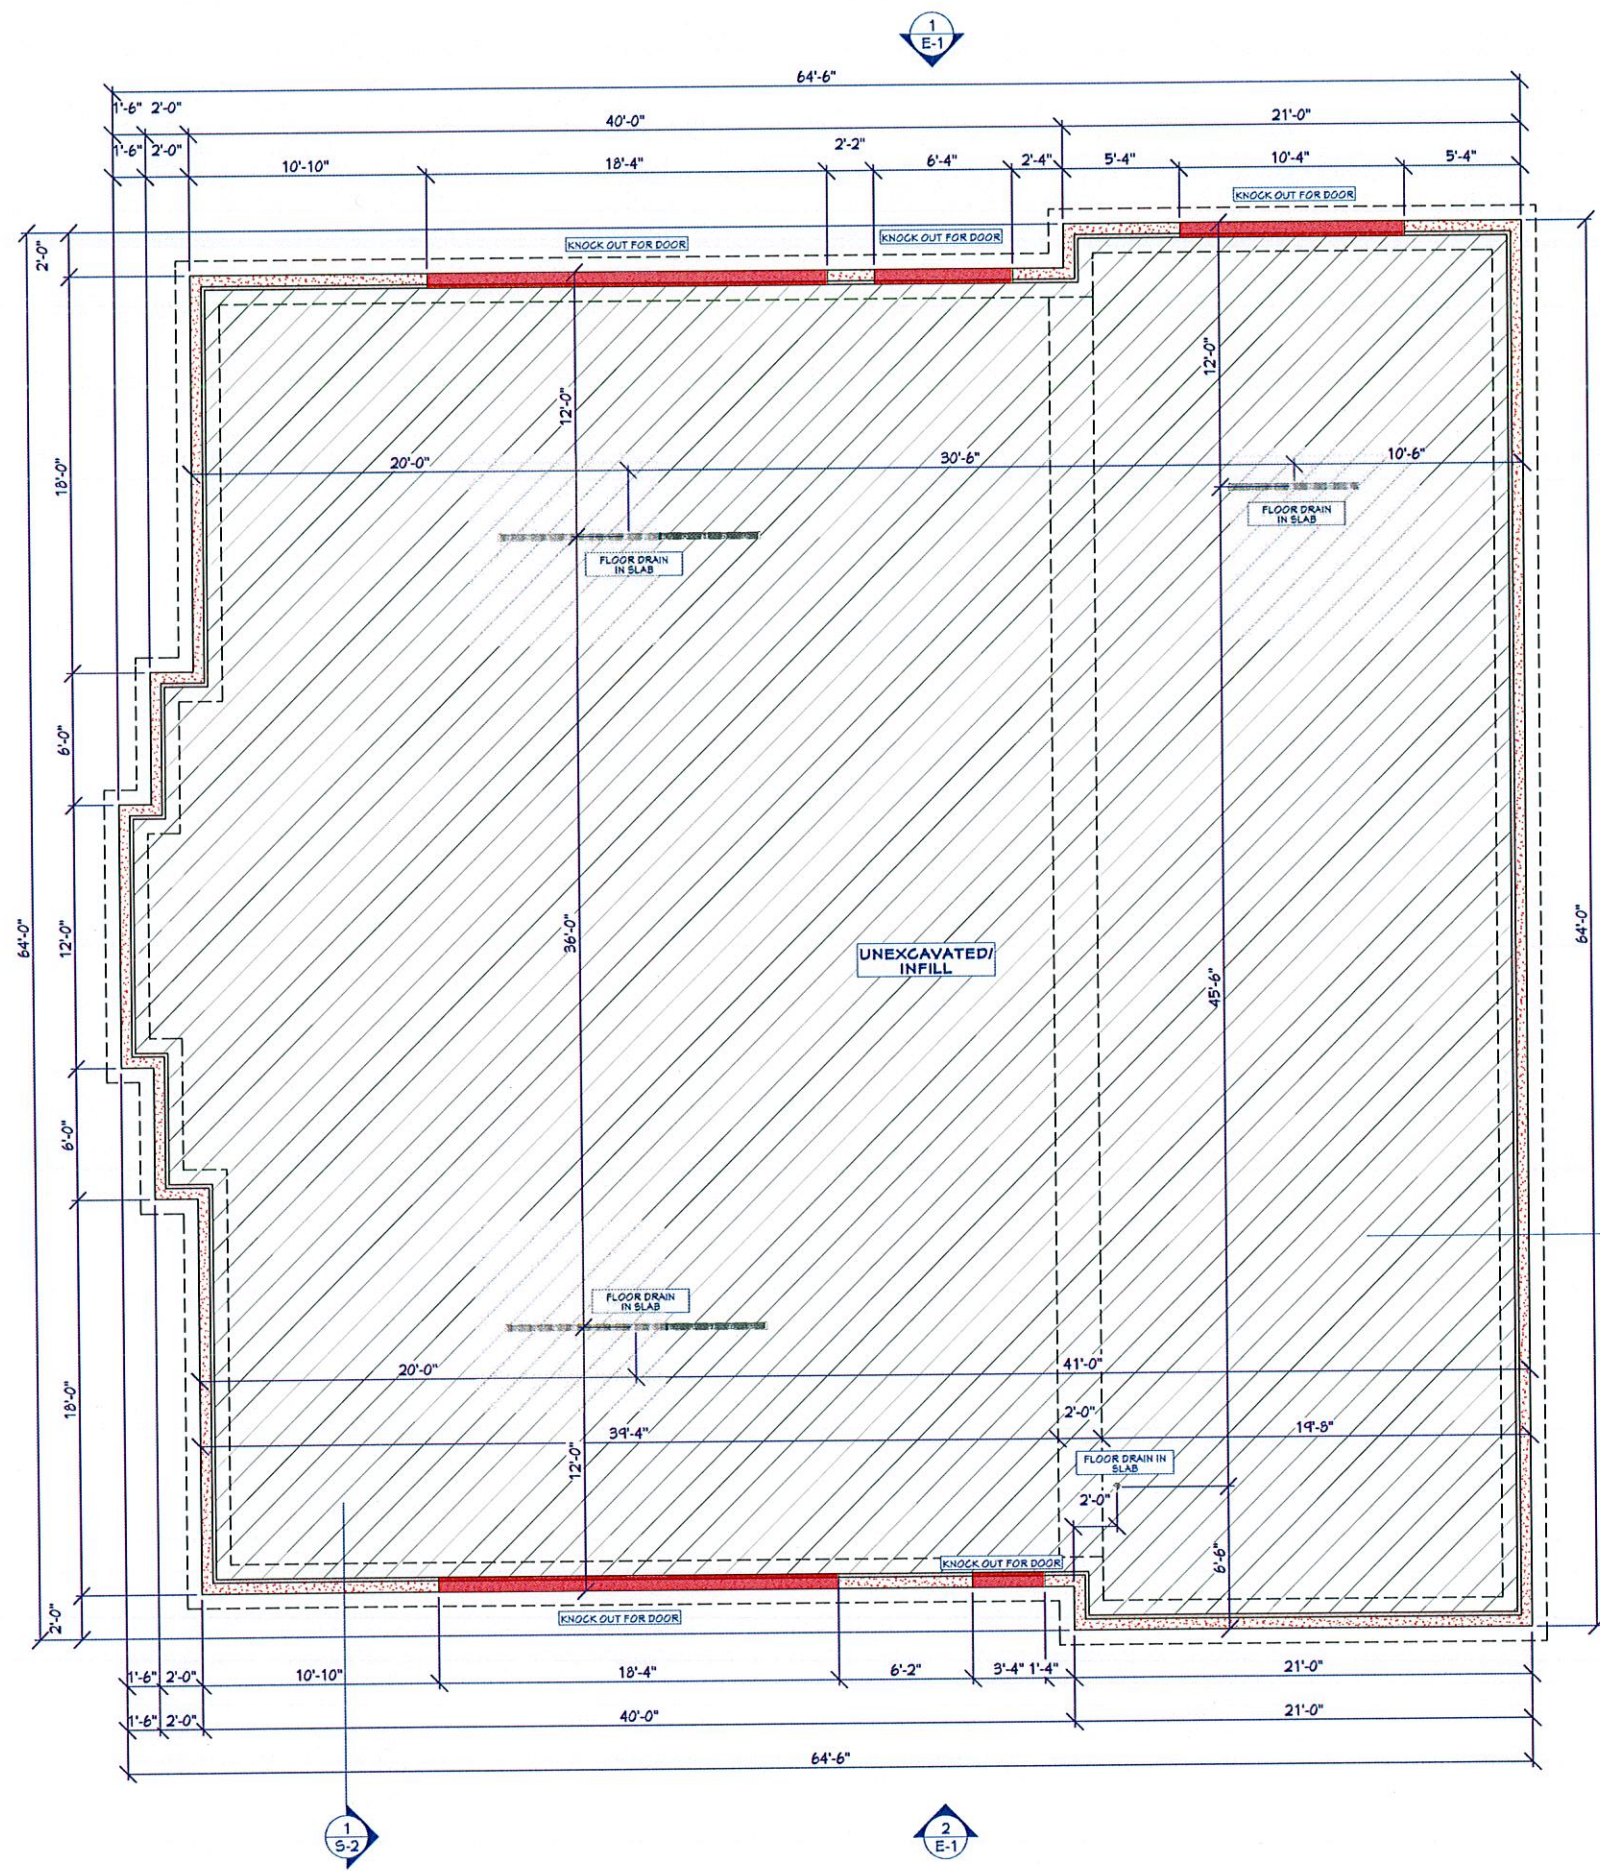 1
E-1
64'-6"
1'-6" 2'-0"
40'-0" 21'-0"
1'-6" 2'-0"
10'-10" 18'-4" 2'-2" 6'-4" 2'-4" 5'-4" 10'-4" 5'-4"
KNOCK OUT FOR DOOR
KNOCK OUT FOR DOOR
KNOCK OUT FOR DOOR
2'-0"
12'-0"
12'-0"
18'-0"
20'-0" 30'-6" 10'-6"
FLOOR DRAIN
IN SLAB
FLOOR DRAIN
IN SLAB
6'-0"
64'-0"
12'-0"
36'-0"
UNEXCAVATED/
INFILL
45'-6"
64'-0"
6'-0"
FLOOR DRAIN
IN SLAB
20'-0" 41'-0"
18'-0"
2'-0"
39'-4" 19'-8"
12'-0"
FLOOR DRAIN IN
SLAB
2'-0"
6'-6"
KNOCK OUT FOR DOOR
KNOCK OUT FOR DOOR
2'-0"
1'-6" 2'-0" 10'-10" 18'-4" 6'-2" 3'-4" 1'-4" 21'-0"
1'-6" 2'-0" 40'-0" 21'-0"
64'-6"
1
S-2
2
E-1